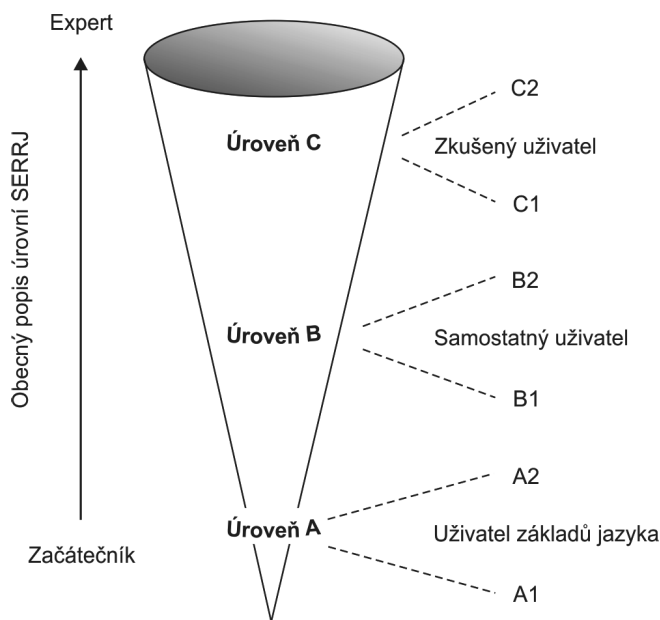 Expert
Obecný popis úrovní SERRJ
Začátečník
Úroveň C
C2
Zkušený uživatel
C1
Úroveň B
B2
Samostatný uživatel
B1
Úroveň A
A2
Uživatel základů jazyka
A1